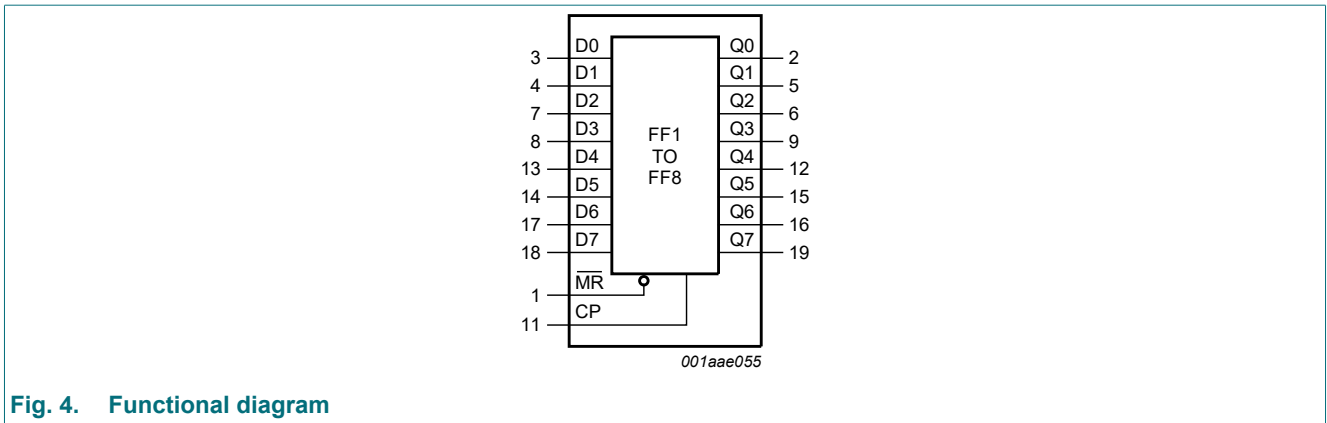 D0 Q0
3 2
D1 Q1
4 5
D2 Q2
7 6
D3 Q3
8 FF1 9
D4 TO Q4
13 FF8 12
D5 Q5
14 15
D6 Q6
17 16
D7 Q7
18 19
M̅R̅
1
CP
11
001aae055
Fig. 4. Functional diagram